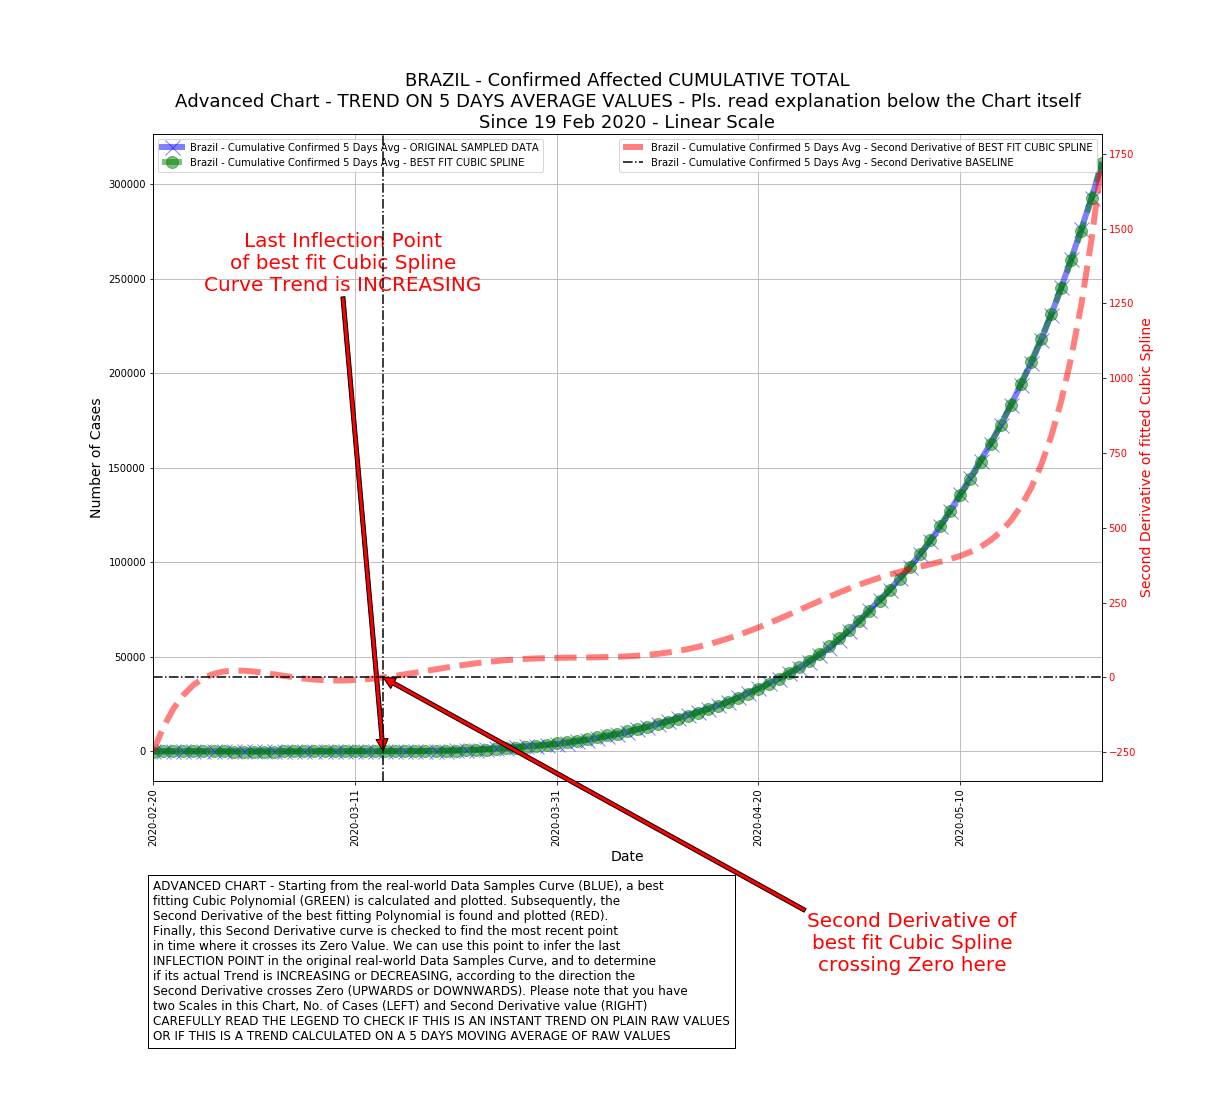 BRAZIL - Confirmed Affected CUMULATIVE TOTAL
Advanced Chart - TREND ON 5 DAYS AVERAGE VALUES - Pls. read explanation below the Chart itself
Since 19 Feb 2020 - Linear Scale
Brazil - Cumulative Confirmed 5 Days Avg - ORIGINAL SAMPLED DATA
Brazil - Cumulative Confirmed 5 Days Avg - BEST FIT CUBIC SPLINE
Brazil - Cumulative Confirmed 5 Days Avg - Second Derivative of BEST FIT CUBIC SPLINE
Brazil - Cumulative Confirmed 5 Days Avg - Second Derivative BASELINE
Last Inflection Point
of best fit Cubic Spline
Curve Trend is INCREASING
Number of Cases
300000
250000
200000
150000
100000
50000
0
1750
1500
1250
1000
750
500
250
0
−250
Second Derivative of fitted Cubic Spline
2020-02-20
2020-03-11
2020-03-31
2020-04-20
2020-05-10
Date
Second Derivative of
best fit Cubic Spline
crossing Zero here
ADVANCED CHART - Starting from the real-world Data Samples Curve (BLUE), a best
fitting Cubic Polynomial (GREEN) is calculated and plotted. Subsequently, the
Second Derivative of the best fitting Polynomial is found and plotted (RED).
Finally, this Second Derivative curve is checked to find the most recent point
in time where it crosses its Zero Value. We can use this point to infer the last
INFLECTION POINT in the original real-world Data Samples Curve, and to determine
if its actual Trend is INCREASING or DECREASING, according to the direction the
Second Derivative crosses Zero (UPWARDS or DOWNWARDS). Please note that you have
two Scales in this Chart, No. of Cases (LEFT) and Second Derivative value (RIGHT)
CAREFULLY READ THE LEGEND TO CHECK IF THIS IS AN INSTANT TREND ON PLAIN RAW VALUES
OR IF THIS IS A TREND CALCULATED ON A 5 DAYS MOVING AVERAGE OF RAW VALUES